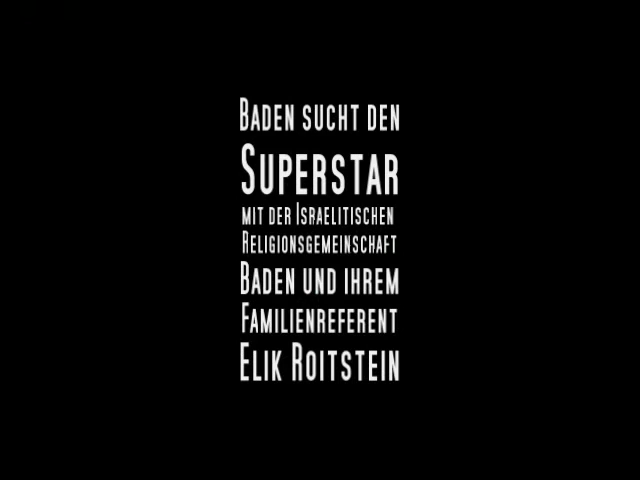 Baden sucht den
Superstar
mit der Israelitischen
Religionsgemeinschaft
Baden und ihrem
Familienreferent
Elik Roitstein